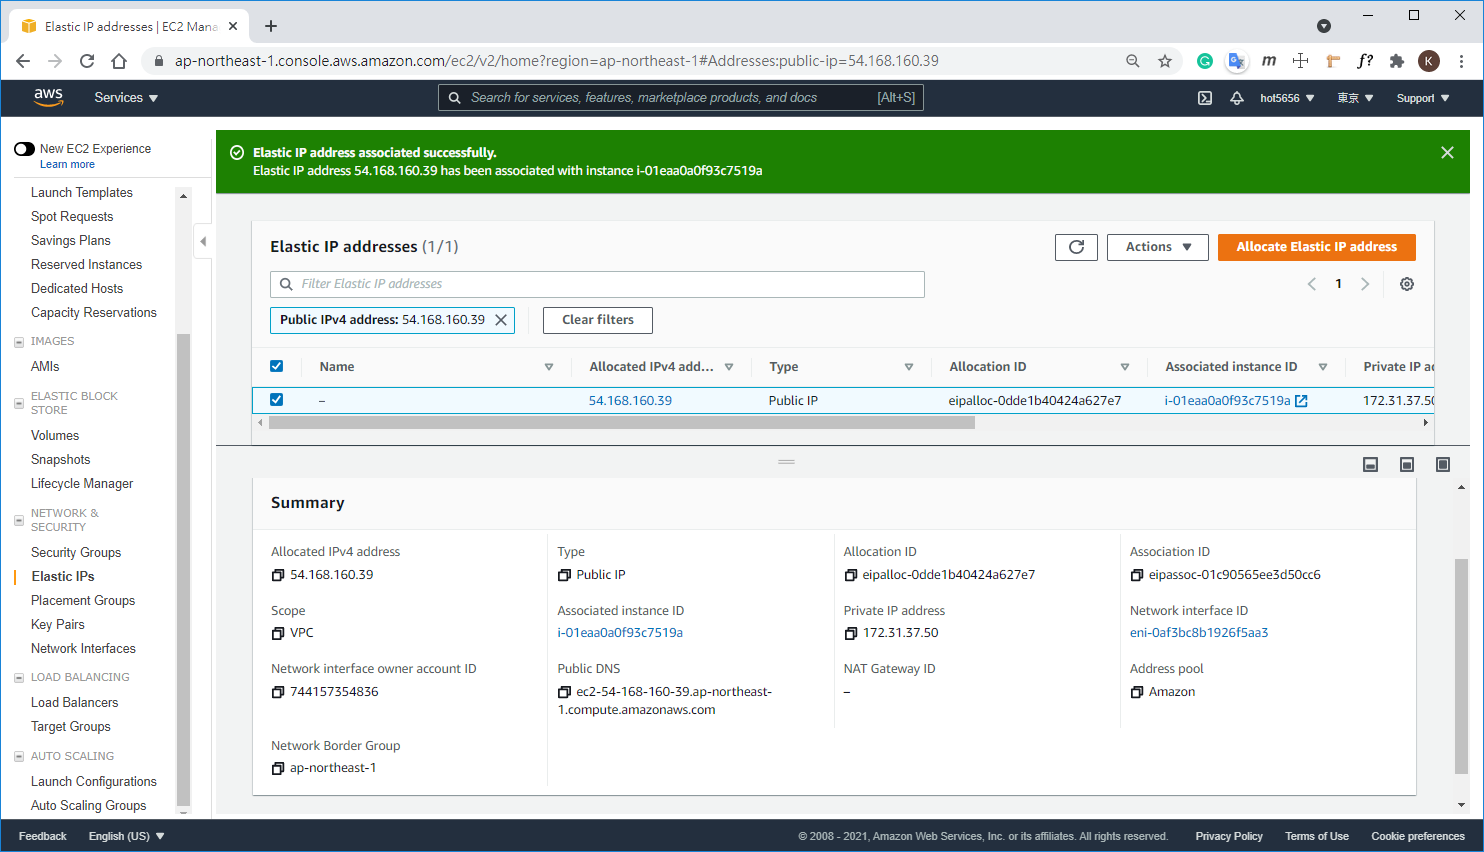 Elastic IP addresses | EC2 Mana
ap-northeast-1.console.aws.amazon.com/ec2/v2/home?region=ap-northeast-1#Addresses:public-ip=54.168.160.39
m
f?
K
aws
Services
Search for services, features, marketplace products, and docs
[Alt+S]
hot5656
東京
Support
New EC2 Experience
Learn more
Launch Templates
Spot Requests
Savings Plans
Reserved Instances
Dedicated Hosts
Capacity Reservations
IMAGES
AMIs
ELASTIC BLOCK
STORE
Volumes
Snapshots
Lifecycle Manager
NETWORK &
SECURITY
Security Groups
Elastic IPs
Placement Groups
Key Pairs
Network Interfaces
LOAD BALANCING
Load Balancers
Target Groups
AUTO SCALING
Launch Configurations
Auto Scaling Groups
Elastic IP address associated successfully.
Elastic IP address 54.168.160.39 has been associated with instance i-01eaa0a0f93c7519a
Elastic IP addresses (1/1)
Actions
Allocate Elastic IP address
Filter Elastic IP addresses
1
Public IPv4 address: 54.168.160.39
Clear filters
Name
Allocated IPv4 add...
Type
Allocation ID
Associated instance ID
Private IP ad
–
54.168.160.39
Public IP
eipalloc-0dde1b40424a627e7
i-01eaa0a0f93c7519a
172.31.37.50
Summary
Allocated IPv4 address
54.168.160.39
Type
Public IP
Allocation ID
eipalloc-0dde1b40424a627e7
Association ID
eipassoc-01c90565ee3d50cc6
Scope
VPC
Associated instance ID
i-01eaa0a0f93c7519a
Private IP address
172.31.37.50
Network interface ID
eni-0af3bc8b1926f5aa3
Network interface owner account ID
744157354836
Public DNS
ec2-54-168-160-39.ap-northeast-
1.compute.amazonaws.com
NAT Gateway ID
–
Address pool
Amazon
Network Border Group
ap-northeast-1
Feedback
English (US)
© 2008 - 2021, Amazon Web Services, Inc. or its affiliates. All rights reserved.
Privacy Policy
Terms of Use
Cookie preferences